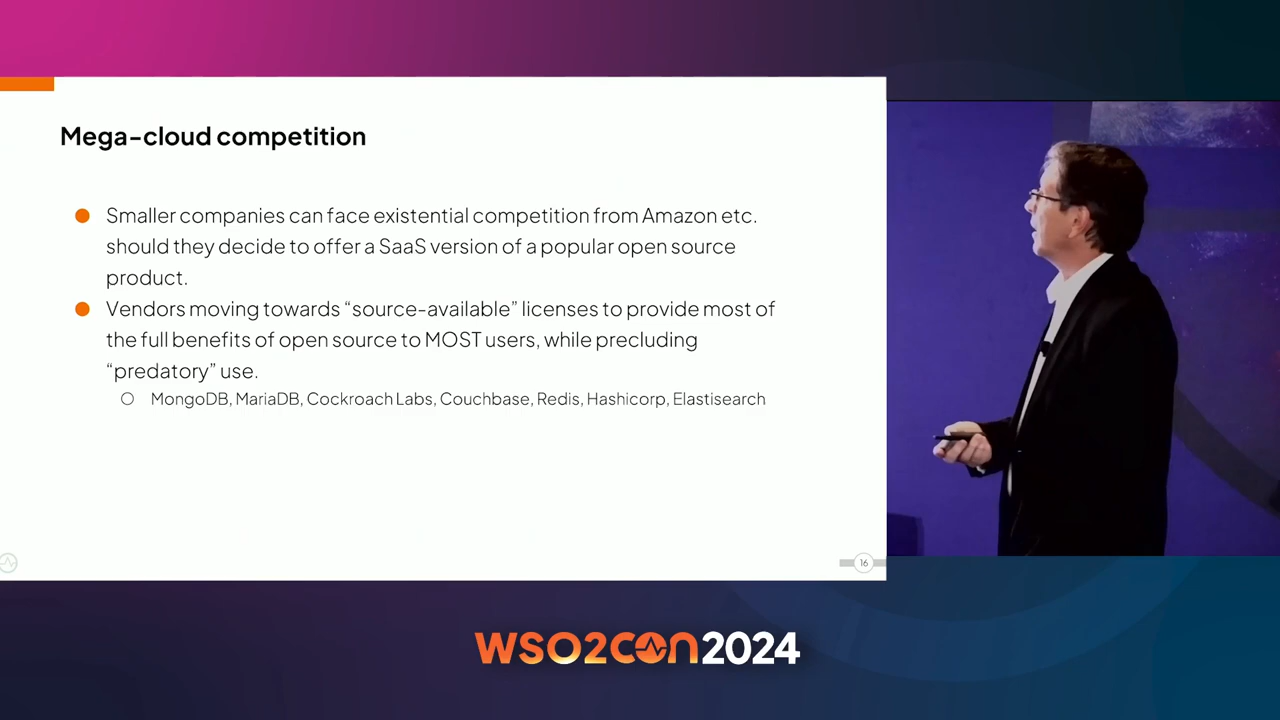 Mega-cloud competition
Smaller companies can face existential competition from Amazon etc.
should they decide to offer a SaaS version of a popular open source
product.
Vendors moving towards “source-available” licenses to provide most of
the full benefits of open source to MOST users, while precluding
“predatory” use.
MongoDB, MariaDB, Cockroach Labs, Couchbase, Redis, Hashicorp, Elastisearch
16
WSO2CON2024